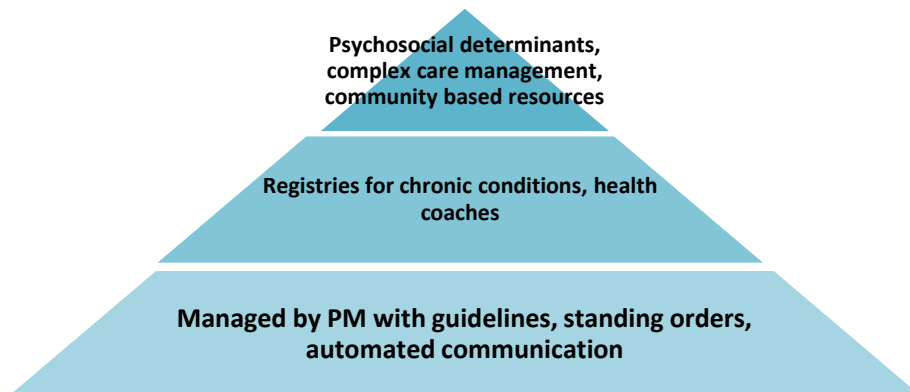 Psychosocial determinants,
complex care management,
community based resources
Registries for chronic conditions, health
coaches
Managed by PM with guidelines, standing orders,
automated communication